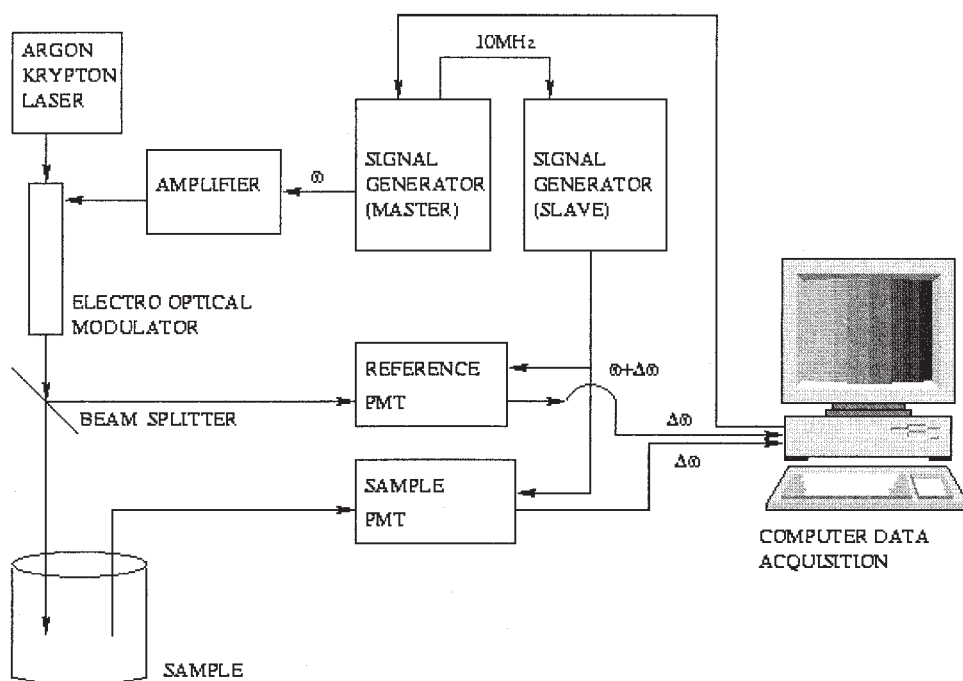 ARGON
KRYPTON
LASER
10MHz
SIGNAL
GENERATOR
(MASTER)
SIGNAL
GENERATOR
(SLAVE)
AMPLIFIER
ω
ELECTRO OPTICAL
MODULATOR
REFERENCE
PMT
ω+Δω
BEAM SPLITTER
Δω
Δω
SAMPLE
PMT
COMPUTER DATA
ACQUISITION
SAMPLE